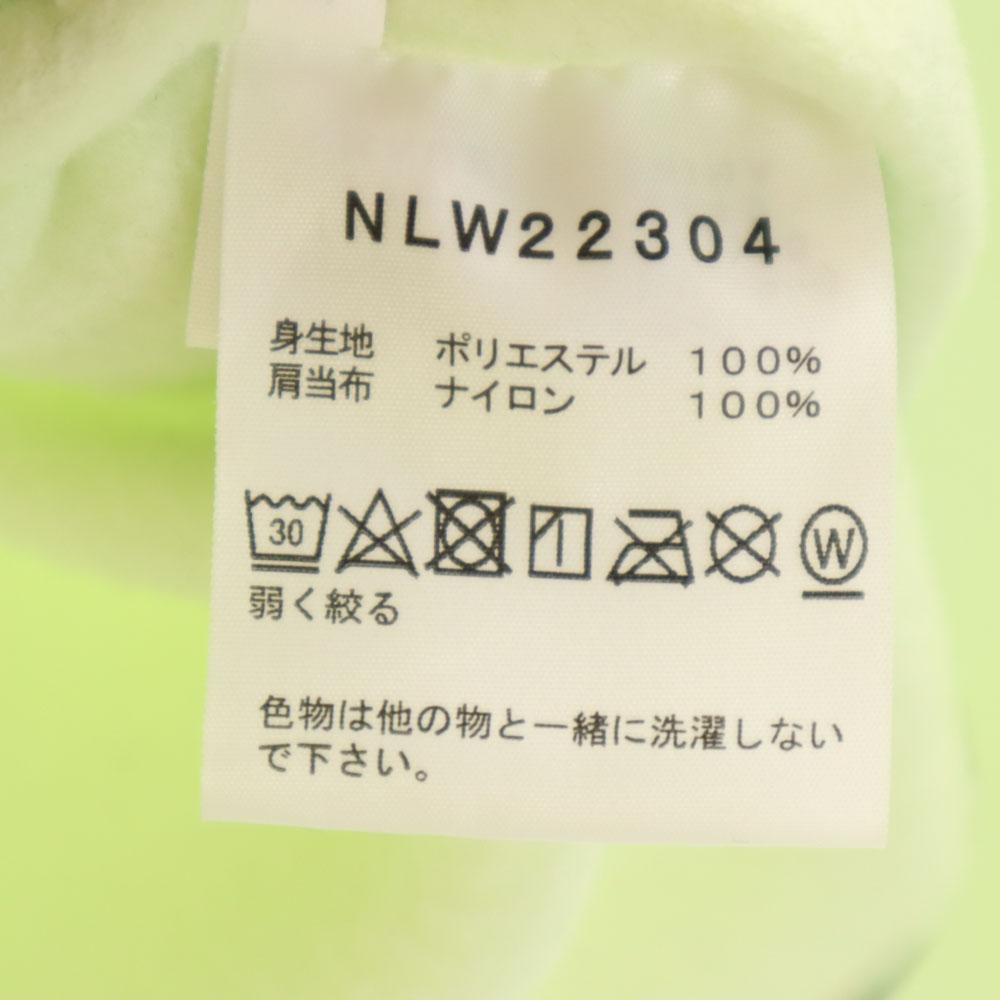 NLW22304
身生地 ポリエステル 100%
肩当布 ナイロン 100%
30 W
弱く絞る
色物は他の物と一緒に洗濯しない
で下さい。